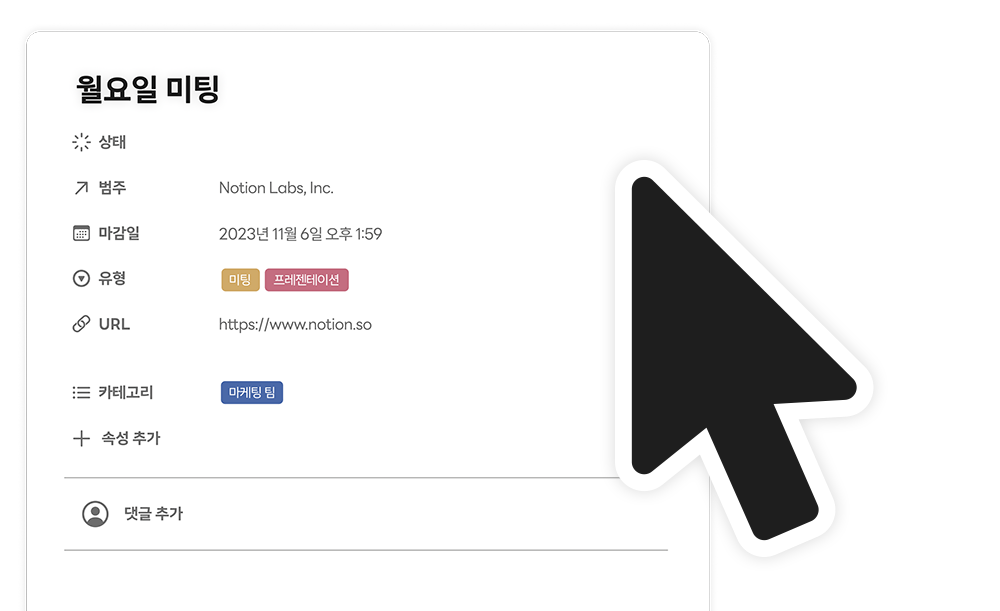 월요일 미팅
상태
범주 Notion Labs, Inc.
마감일 2023년 11월 6일 오후 1:59
유형 미팅 프레젠테이션
URL https://www.notion.so
카테고리 마케팅 팀
속성 추가
댓글 추가